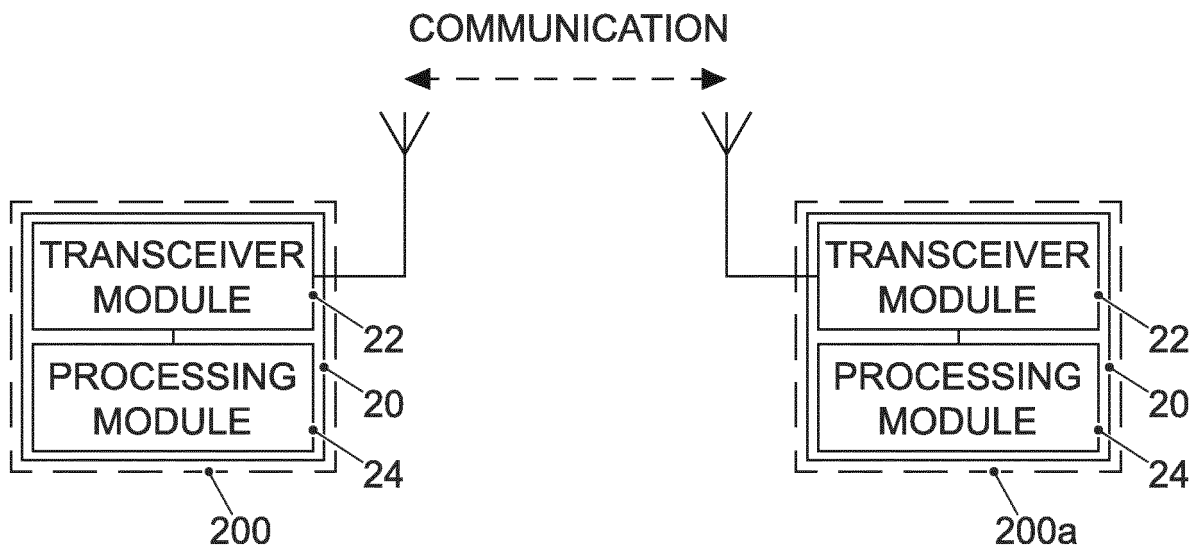 COMMUNICATION
TRANSCEIVER
MODULE
22
PROCESSING
MODULE
20
24
200
TRANSCEIVER
MODULE
22
PROCESSING
MODULE
20
24
200a